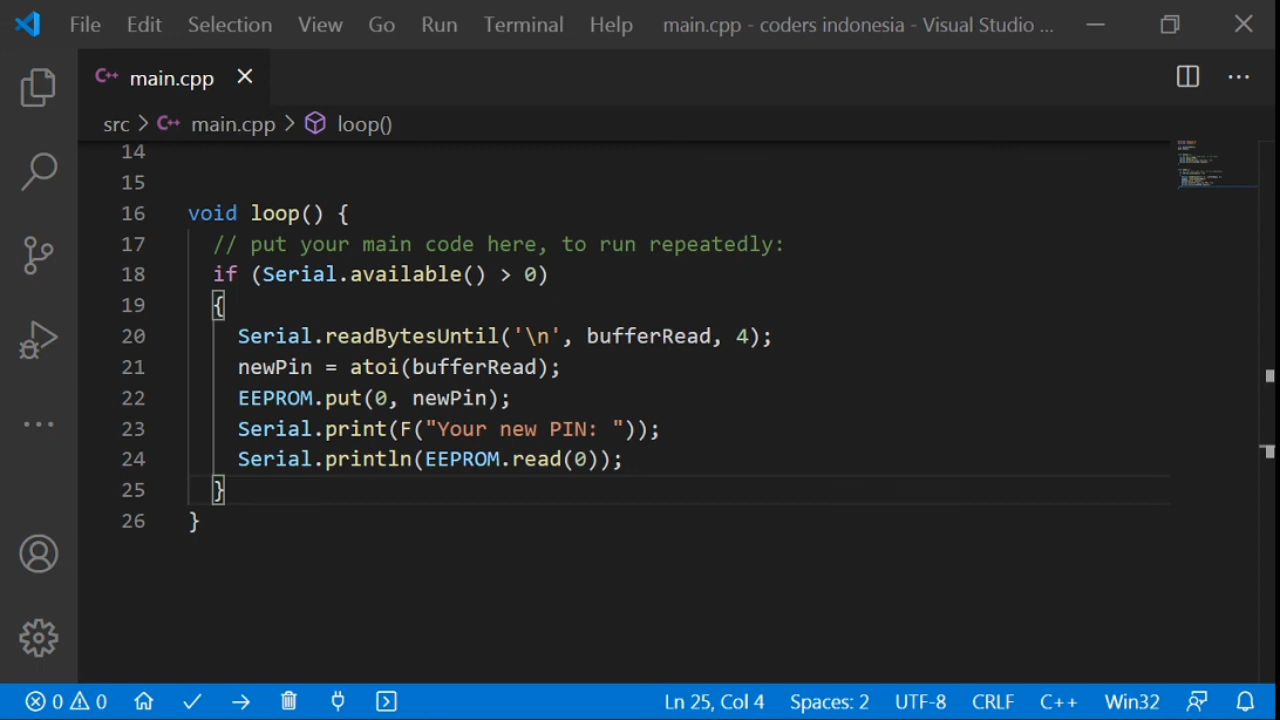 File Edit Selection View Go Run Terminal Help main.cpp - coders indonesia - Visual Studio ...
C++ main.cpp
src > C++ main.cpp > loop()
14
15
16 void loop() {
17 // put your main code here, to run repeatedly:
18 if (Serial.available() > 0)
19 {
20 Serial.readBytesUntil('\n', bufferRead, 4);
21 newPin = atoi(bufferRead);
22 EEPROM.put(0, newPin);
23 Serial.print(F("Your new PIN: "));
24 Serial.println(EEPROM.read(0));
25 }
26 }
0 0 Ln 25, Col 4 Spaces: 2 UTF-8 CRLF C++ Win32